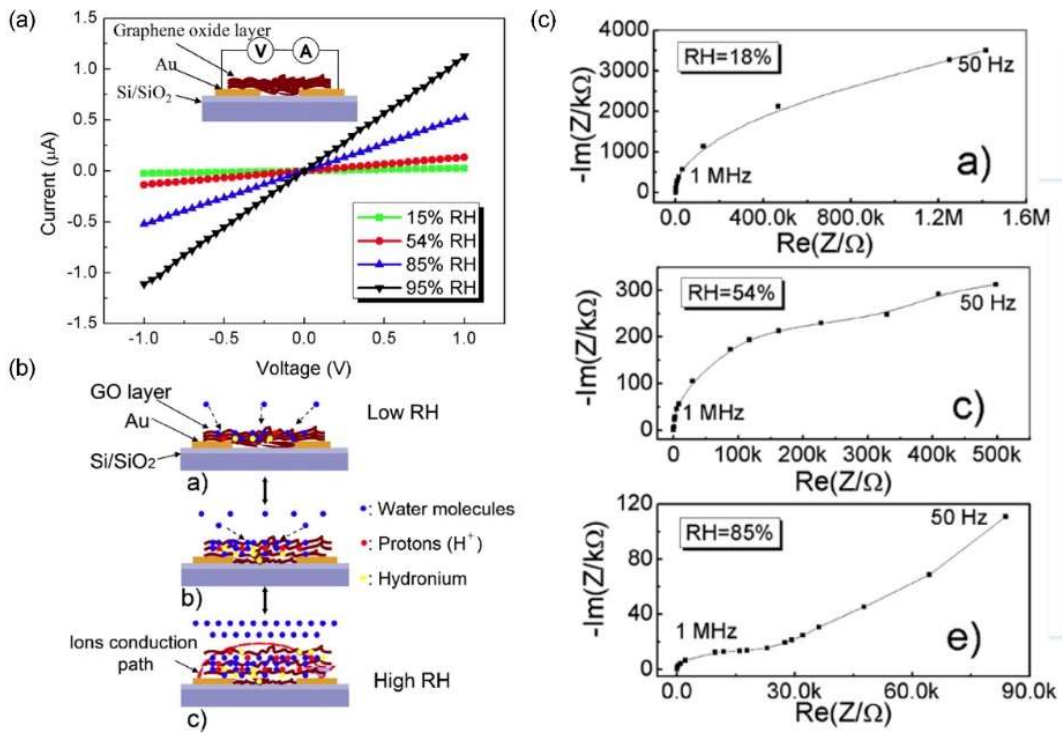 (a)
Graphene oxide layer
Au
Si/SiO2
V
A
1.5
1.0
0.5
0.0
-0.5
-1.0
-1.5
Current (μA)
15% RH
54% RH
85% RH
95% RH
-1.0 -0.5 0.0 0.5 1.0
Voltage (V)
(b)
GO layer
Au
Si/SiO2
Low RH
a)
: Water molecules
: Protons (H+)
: Hydronium
b)
Ions conduction
path
High RH
c)
(c)
RH=18%
4000
3000
2000
1000
0
-Im(Z/kΩ)
50 Hz
1 MHz
a)
0.0 400.0k 800.0k 1.2M 1.6M
Re(Z/Ω)
RH=54%
300
200
100
0
-Im(Z/kΩ)
50 Hz
1 MHz
c)
0 100k 200k 300k 400k 500k
Re(Z/Ω)
RH=85%
120
80
40
0
-Im(Z/kΩ)
50 Hz
1 MHz
e)
0.0 30.0k 60.0k 90.0k
Re(Z/Ω)